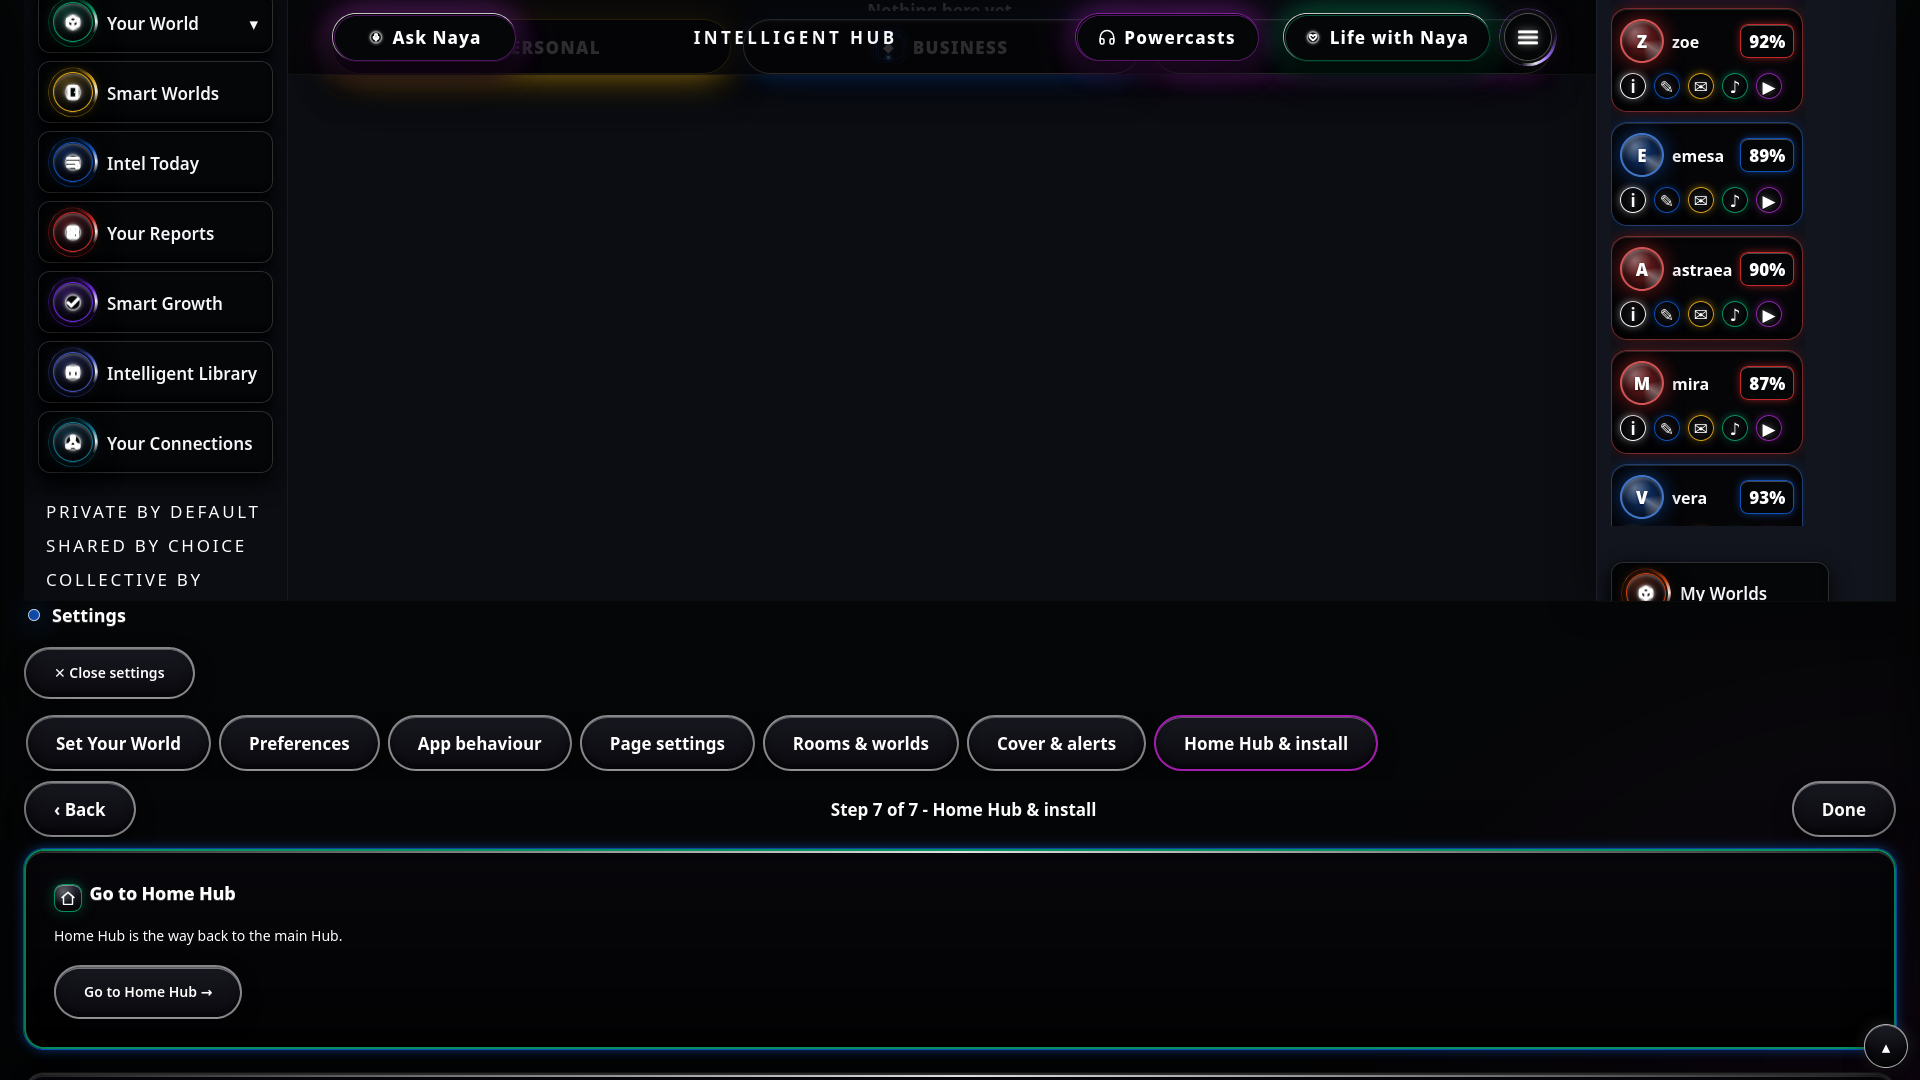 Your World ▼
Smart Worlds
Intel Today
Your Reports
Smart Growth
Intelligent Library
Your Connections
PRIVATE BY DEFAULT
SHARED BY CHOICE
COLLECTIVE BY
Nothing here yet
Ask Naya
ERSONAL
INTELLIGENT HUB
BUSINESS
Powercasts
Life with Naya
Z zoe 92%
E emesa 89%
A astraea 90%
M mira 87%
V vera 93%
My Worlds
Settings
✕ Close settings
Set Your World
Preferences
App behaviour
Page settings
Rooms & worlds
Cover & alerts
Home Hub & install
‹ Back
Step 7 of 7 - Home Hub & install
Done
Go to Home Hub
Home Hub is the way back to the main Hub.
Go to Home Hub →